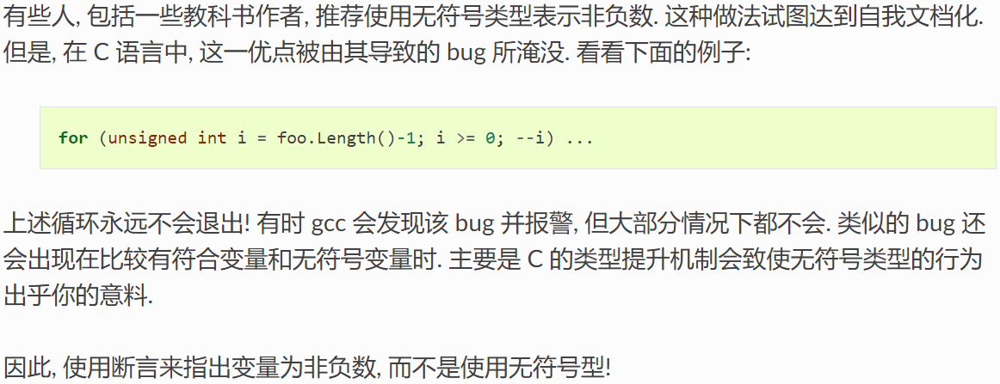 有些人, 包括一些教科书作者, 推荐使用无符号类型表示非负数. 这种做法试图达到自我文档化.
但是, 在 C 语言中, 这一优点被由其导致的 bug 所淹没. 看看下面的例子:
for (unsigned int i = foo.Length()-1; i >= 0; --i) ...
上述循环永远不会退出! 有时 gcc 会发现该 bug 并报警, 但大部分情况下都不会. 类似的 bug 还
会出现在比较有符合变量和无符号变量时. 主要是 C 的类型提升机制会致使无符号类型的行为
出乎你的意料.
因此, 使用断言来指出变量为非负数, 而不是使用无符号型!